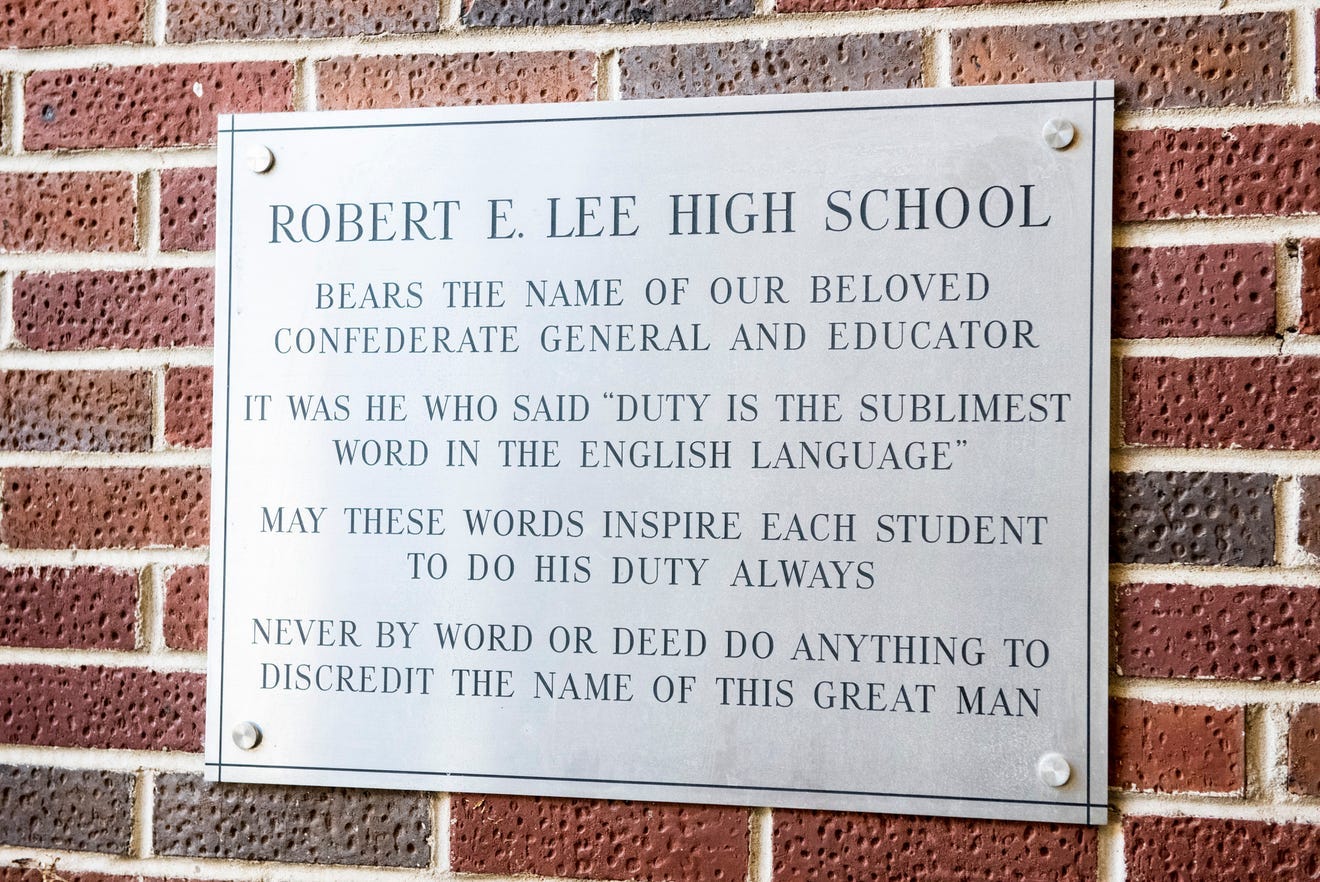 ROBERT E. LEE HIGH SCHOOL
BEARS THE NAME OF OUR BELOVED
CONFEDERATE GENERAL AND EDUCATOR
IT WAS HE WHO SAID “DUTY IS THE SUBLIMEST
WORD IN THE ENGLISH LANGUAGE”
MAY THESE WORDS INSPIRE EACH STUDENT
TO DO HIS DUTY ALWAYS
NEVER BY WORD OR DEED DO ANYTHING TO
DISCREDIT THE NAME OF THIS GREAT MAN